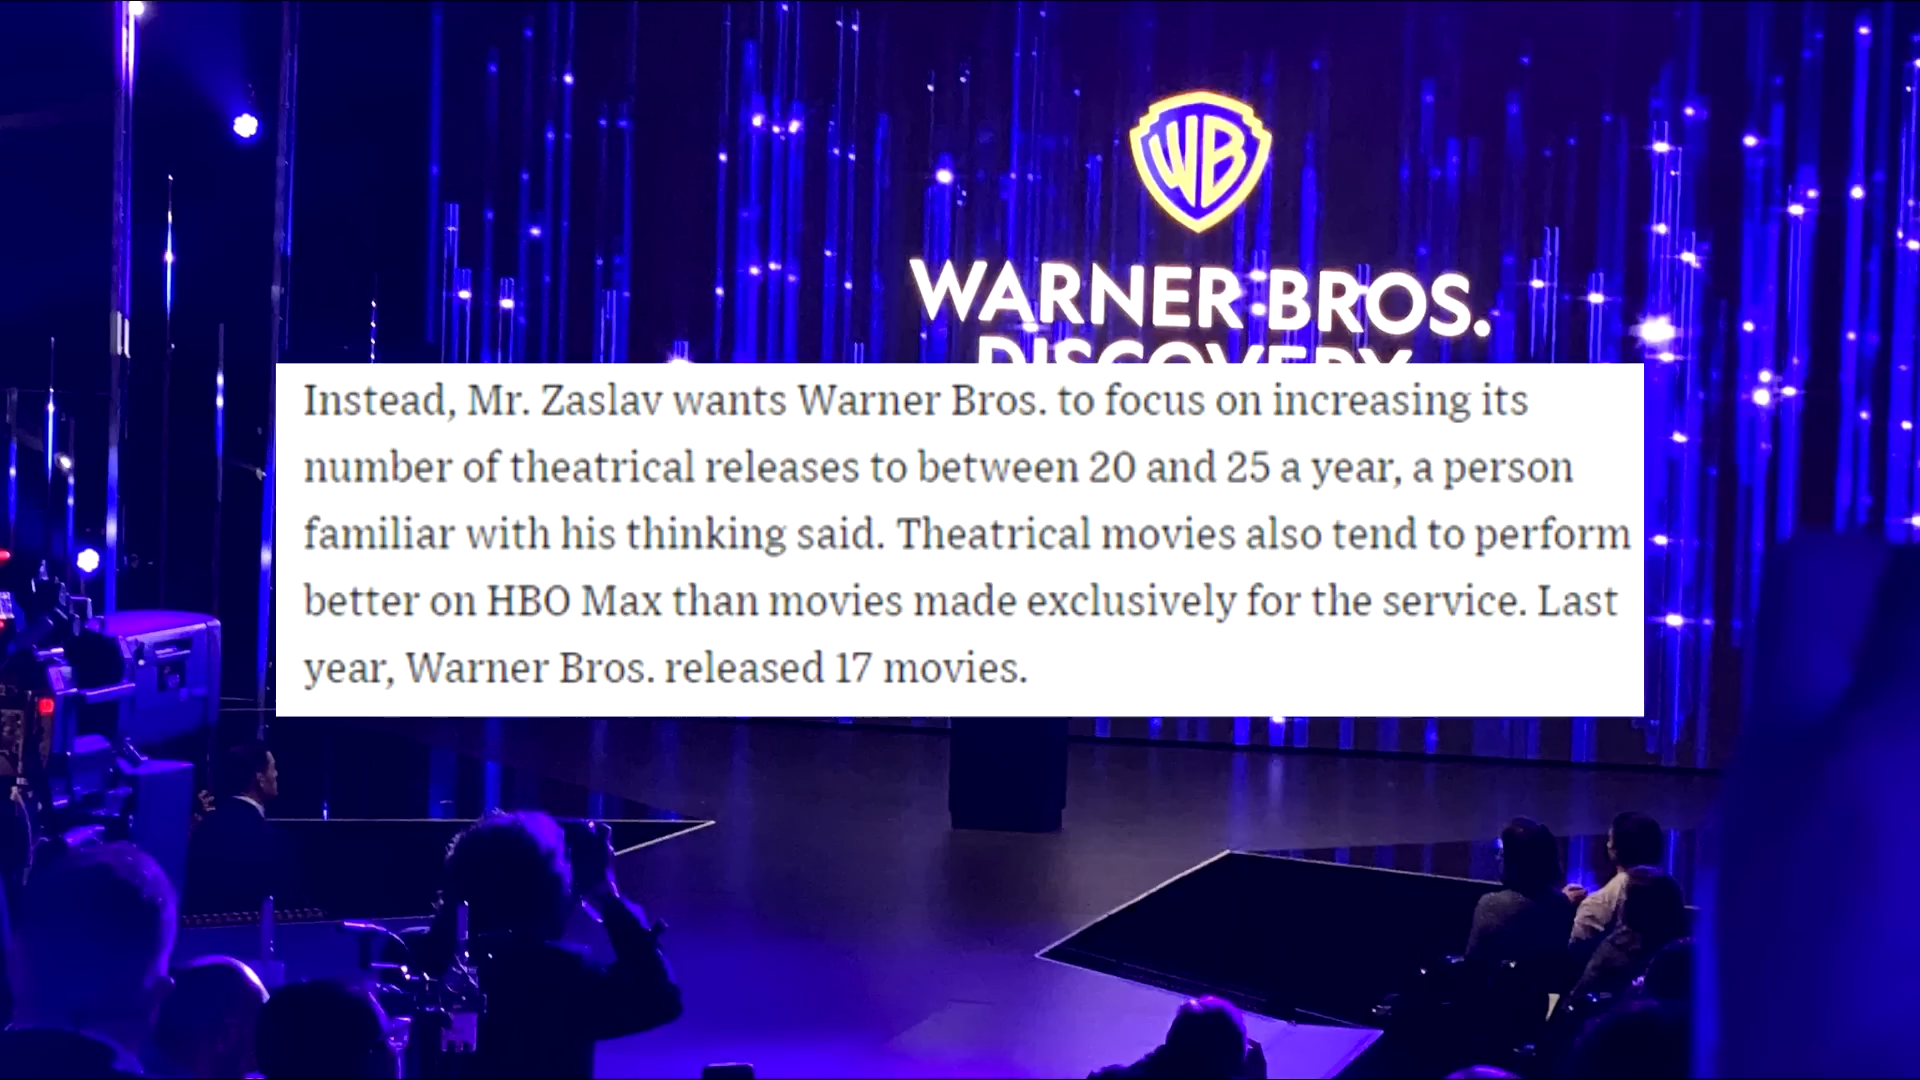 WB
WARNER BROS.
DISCOVERY
Instead, Mr. Zaslav wants Warner Bros. to focus on increasing its
number of theatrical releases to between 20 and 25 a year, a person
familiar with his thinking said. Theatrical movies also tend to perform
better on HBO Max than movies made exclusively for the service. Last
year, Warner Bros. released 17 movies.